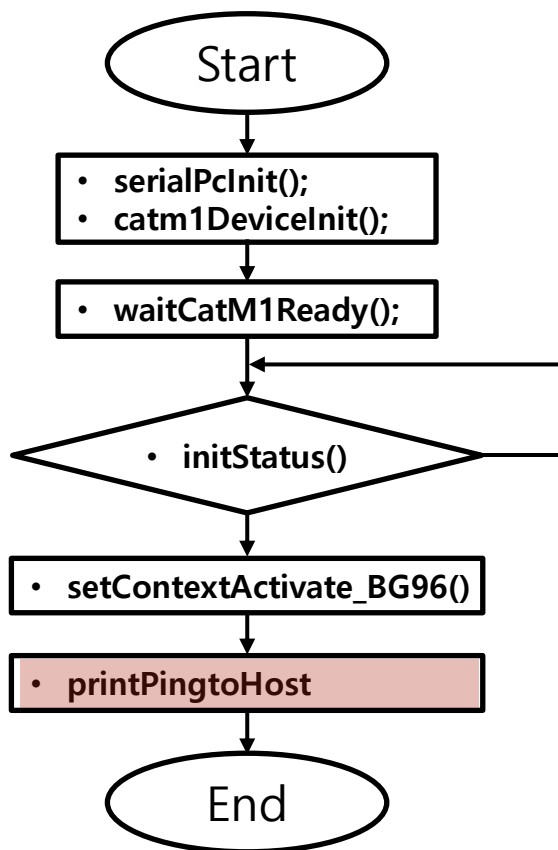 Start
• serialPcInit();
• catm1DeviceInit();
• waitCatM1Ready();
• initStatus()
• setContextActivate_BG96()
• printPingtoHost
End